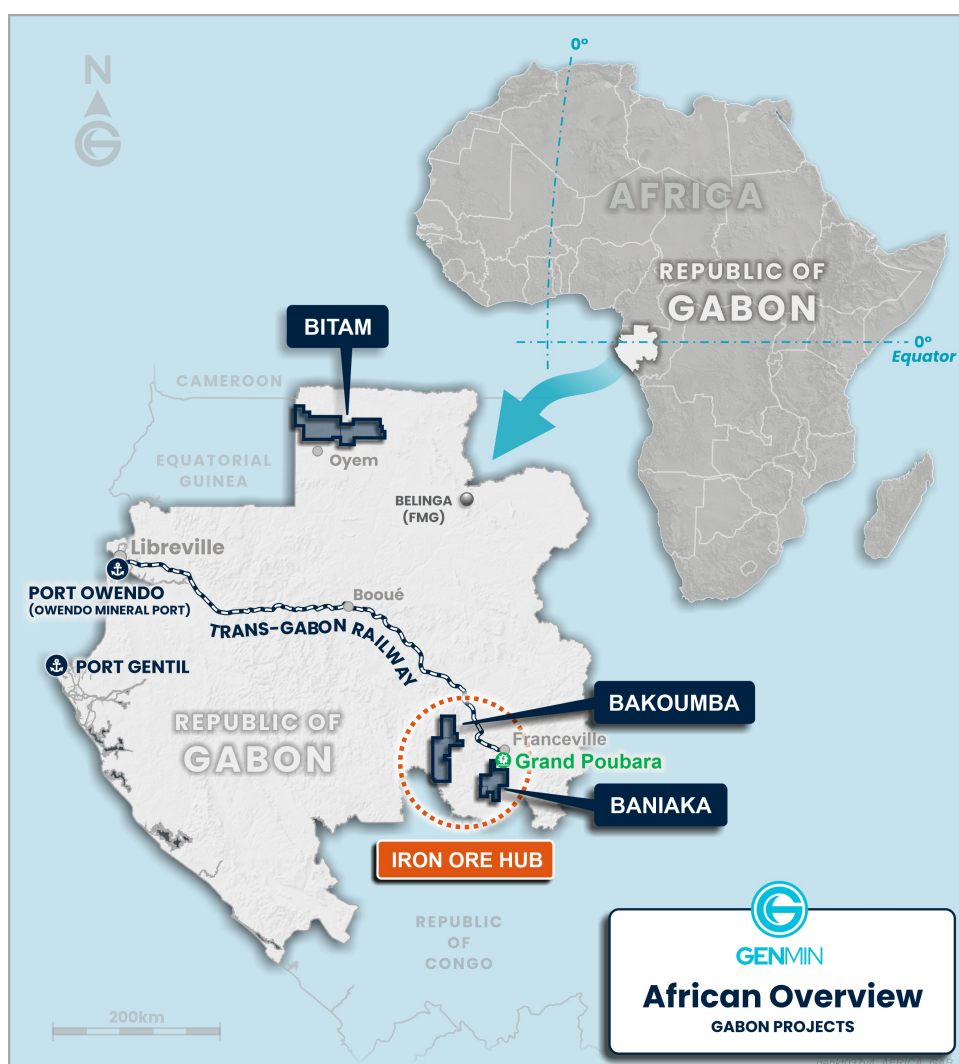 N
0°
AFRICA
REPUBLIC OF
GABON
0°
Equator
BITAM
CAMEROON
Oyem
EQUATORIAL
GUINEA
BELINGA
(FMG)
Libreville
PORT OWENDO
(OWENDO MINERAL PORT)
Booué
TRANS-GABON RAILWAY
PORT GENTIL
BAKOUMBA
REPUBLIC OF
GABON
Franceville
Grand Poubara
BANIAKA
IRON ORE HUB
REPUBLIC
OF
CONGO
200km
GENMIN
African Overview
GABON PROJECTS